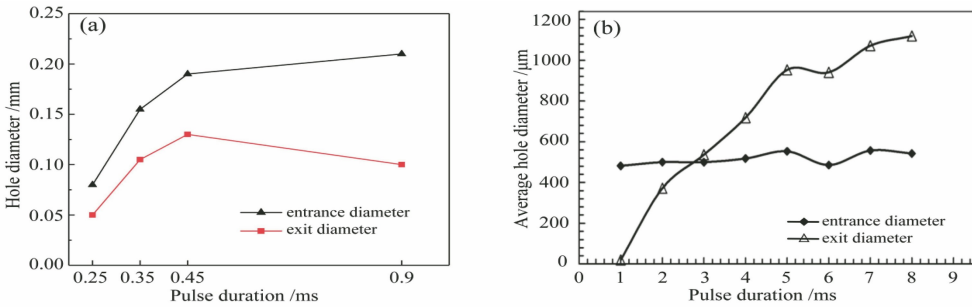 (a)
Hole diameter /mm
0.25
0.20
0.15
0.10
0.05
0.00
entrance diameter
exit diameter
0.25 0.35 0.45 0.9
Pulse duration /ms
(b)
Average hole diameter /μm
1200
1000
800
600
400
200
0
entrance diameter
exit diameter
0 1 2 3 4 5 6 7 8 9
Pulse duration /ms